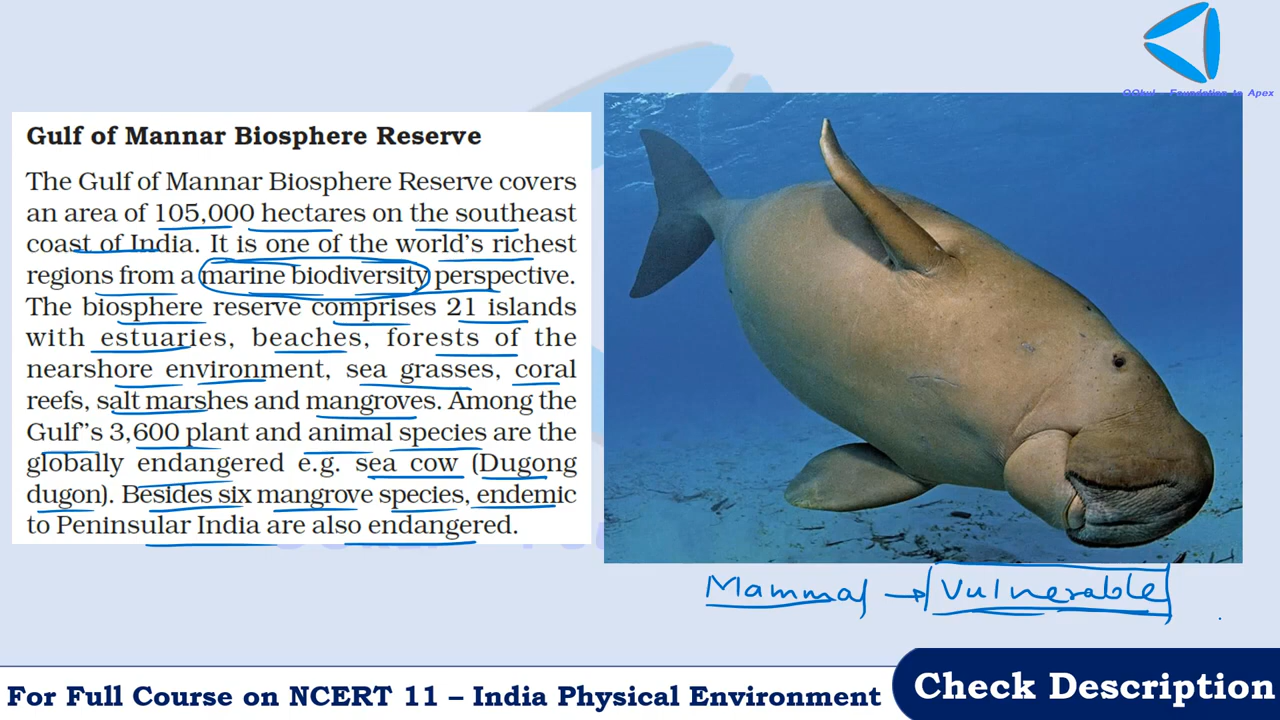 Foundation to Apex
Gulf of Mannar Biosphere Reserve
The Gulf of Mannar Biosphere Reserve covers
an area of 105,000 hectares on the southeast
coast of India. It is one of the world's richest
regions from a marine biodiversity perspective.
The biosphere reserve comprises 21 islands
with estuaries, beaches, forests of the
nearshore environment, sea grasses, coral
reefs, salt marshes and mangroves. Among the
Gulf"s 3,600 plant and animal species are the
globally endangered e.g. sea cow (Dugong
dugon). Besides six mangrove species, endemic
to Peninsular India are also endangered.
Mammal → Vulnerable
For Full Course on NCERT 11 – India Physical Environment
Check Description